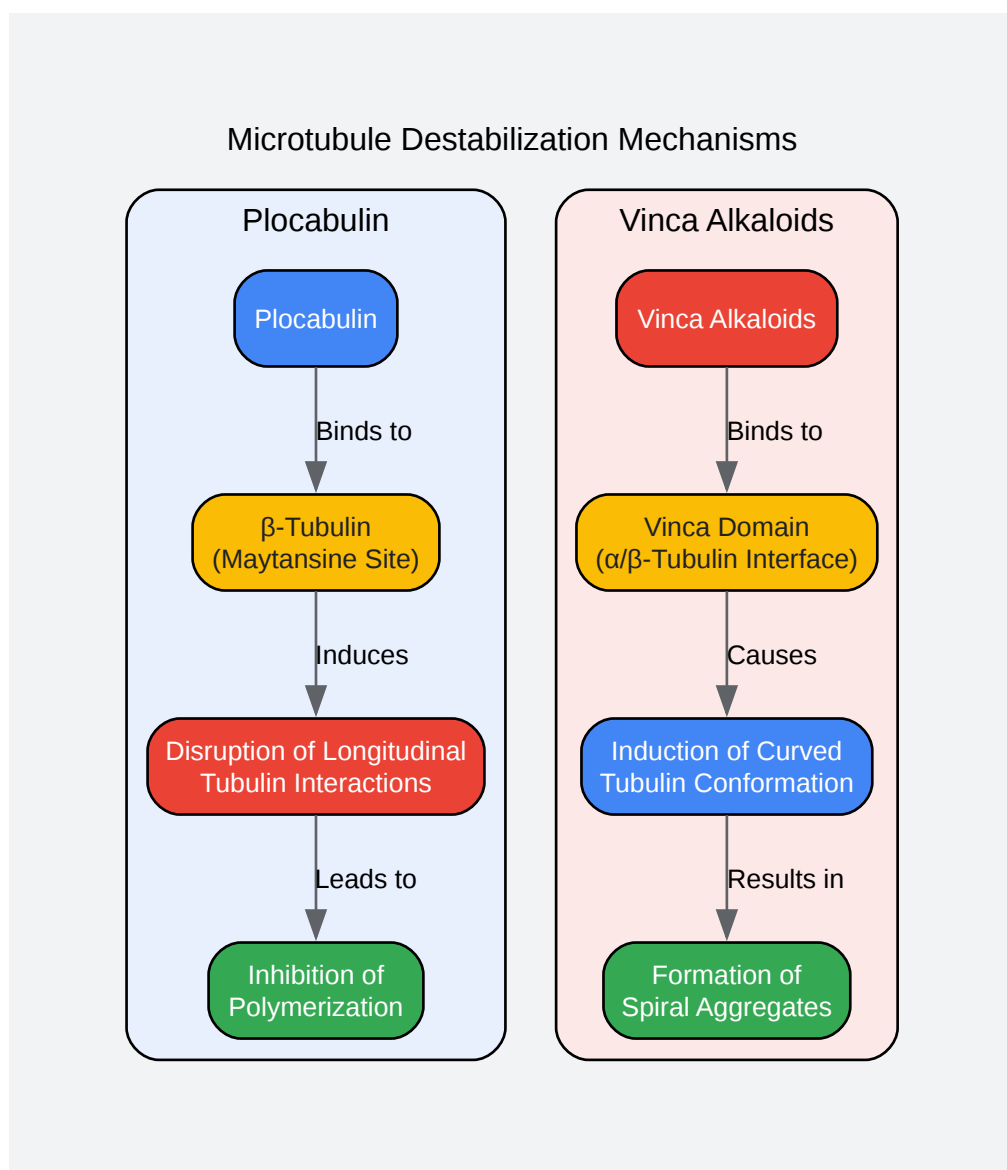 Microtubule Destabilization Mechanisms
Plocabulin
Plocabulin
Binds to
β-Tubulin
(Maytansine Site)
Induces
Disruption of Longitudinal
Tubulin Interactions
Leads to
Inhibition of
Polymerization
Vinca Alkaloids
Vinca Alkaloids
Binds to
Vinca Domain
(α/β-Tubulin Interface)
Causes
Induction of Curved
Tubulin Conformation
Results in
Formation of
Spiral Aggregates